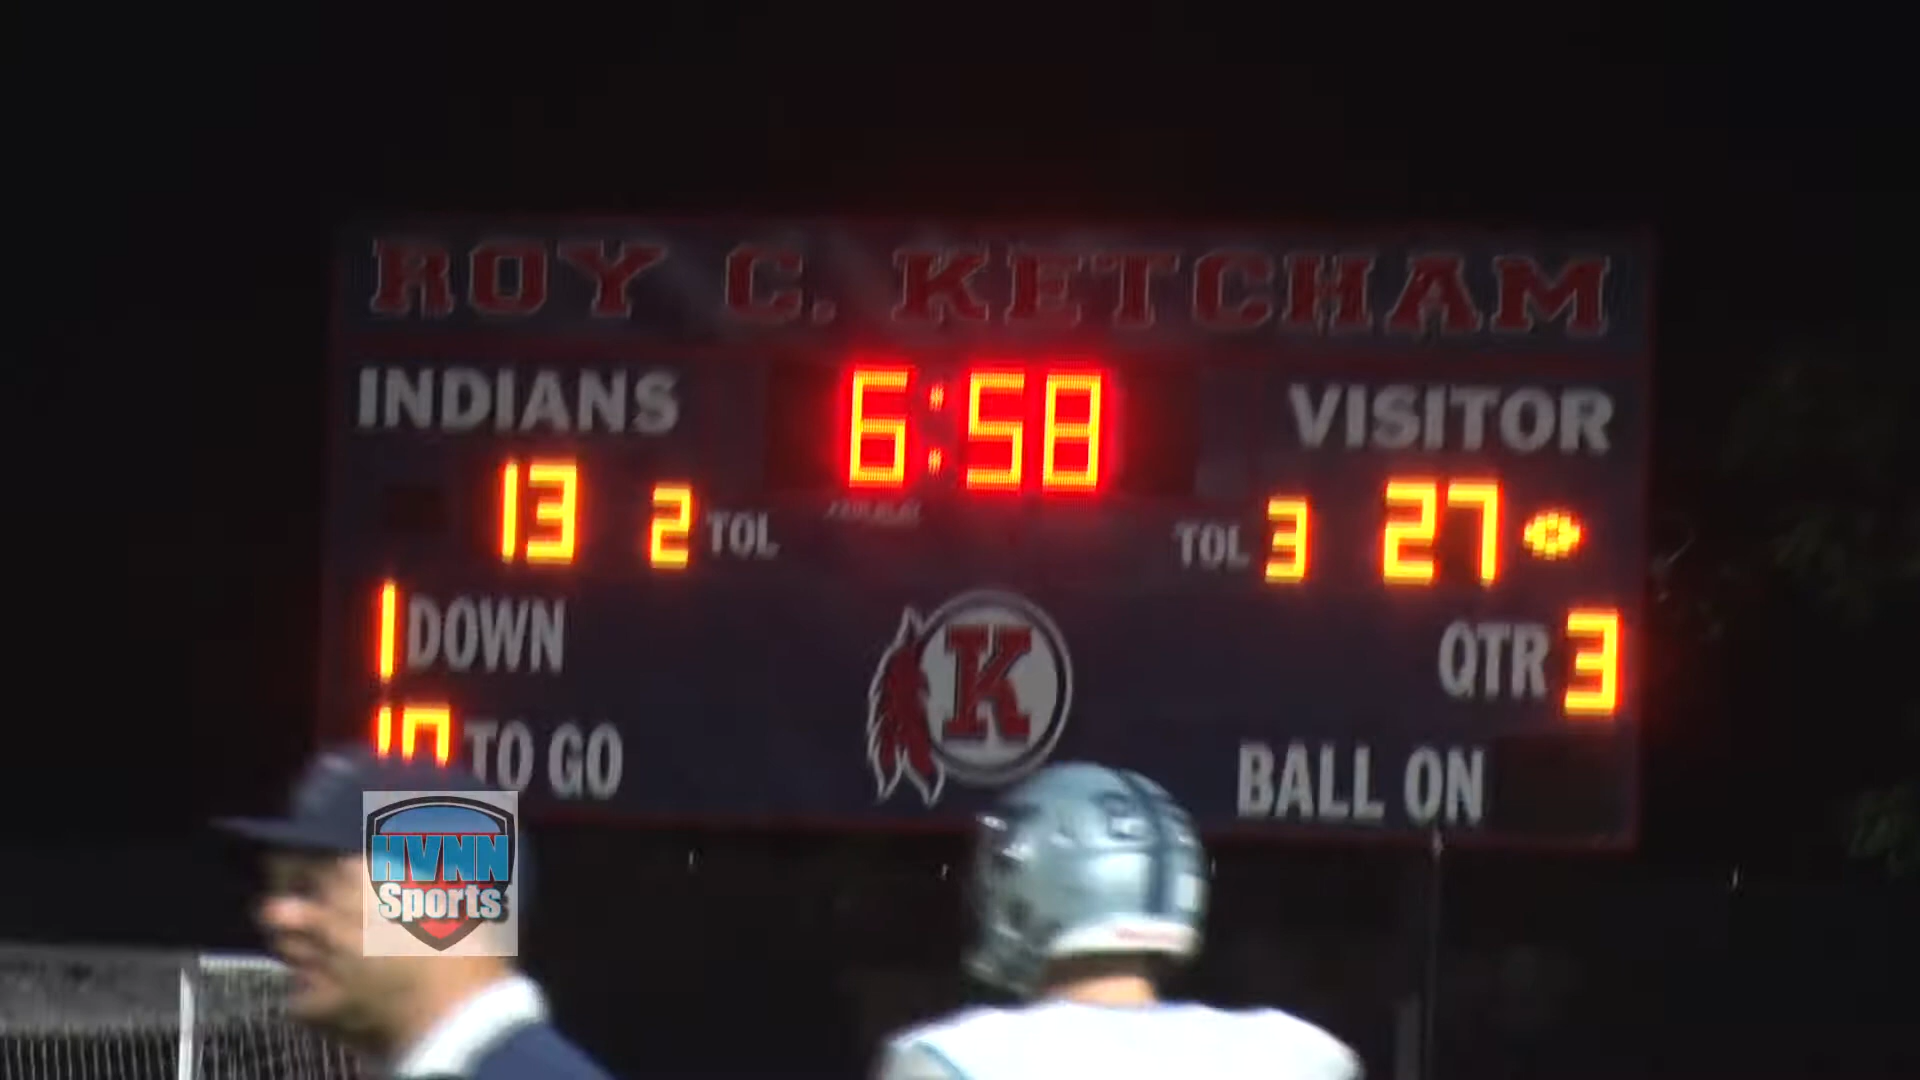 ROY C. KETCHAM
INDIANS 6:58 VISITOR
13 2 TOL TOL 3 27
1 DOWN QTR 3
K
10 TO GO BALL ON
HVNN
Sports